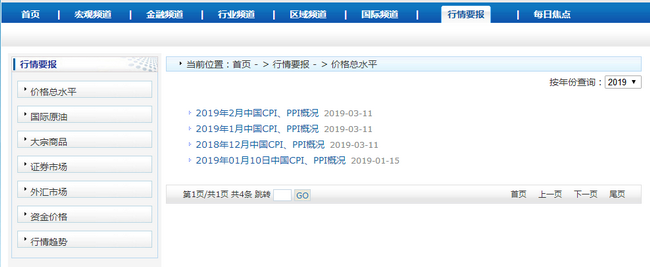 首页 | 宏观频道 | 金融频道 | 行业频道 | 区域频道 | 国际频道 | 行情要报 | 每日焦点
行情要报
价格总水平
国际原油
大宗商品
证券市场
外汇市场
资金价格
行情趋势
当前位置：首页 - > 行情要报 - > 价格总水平
按年份查询：2019
2019年2月中国CPI、PPI概况 2019-03-11
2019年1月中国CPI、PPI概况 2019-03-11
2018年12月中国CPI、PPI概况 2019-03-11
2019年01月10日中国CPI、PPI概况 2019-01-15
第1页/共1页 共4条 跳转 GO 首页 上一页 下一页 尾页